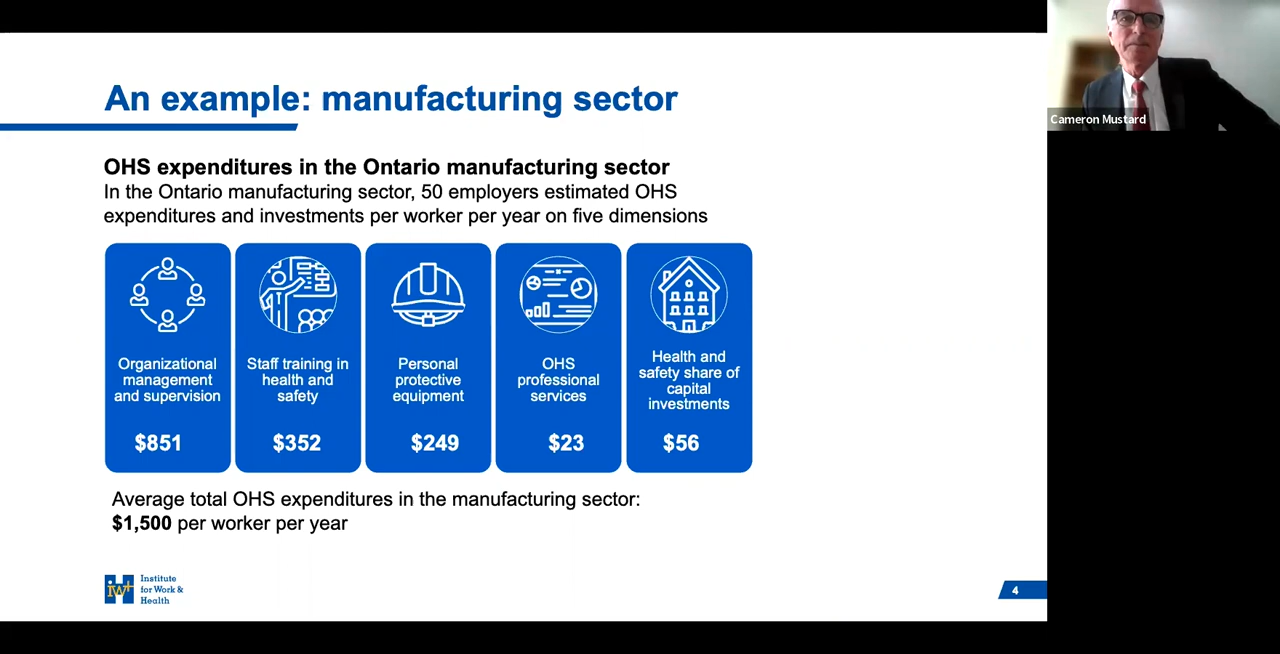 An example: manufacturing sector
OHS expenditures in the Ontario manufacturing sector
In the Ontario manufacturing sector, 50 employers estimated OHS
expenditures and investments per worker per year on five dimensions
Organizational
management
and supervision
$851
Staff training in
health and
safety
$352
Personal
protective
equipment
$249
OHS
professional
services
$23
Health and
safety share of
capital
investments
$56
Average total OHS expenditures in the manufacturing sector:
$1,500 per worker per year
iw+
Institute
for Work &
Health
4
Cameron Mustard